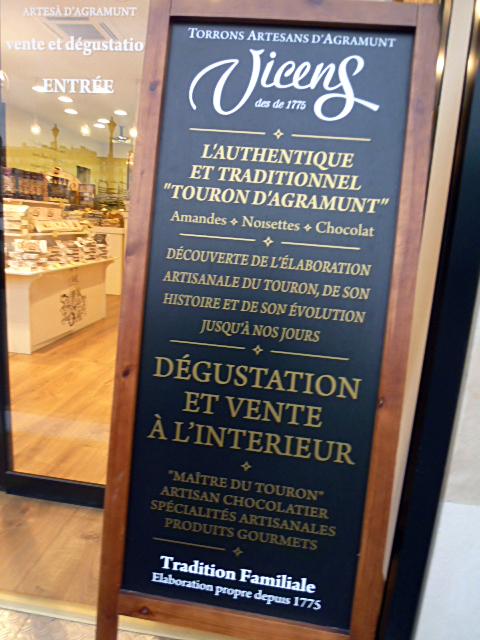 ARTESÀ D'AGRAMUNT
vente et dégustatio
ENTRÉE
TORRONS ARTESANS D'AGRAMUNT
Vicens
des de 1775
L'AUTHENTIQUE
ET TRADITIONNEL
"TOURON D'AGRAMUNT"
Amandes Noisettes Chocolat
DÉCOUVERTE DE L'ÉLABORATION
ARTISANALE DU TOURON, DE SON
HISTOIRE ET DE SON ÉVOLUTION
JUSQU'À NOS JOURS
DÉGUSTATION
ET VENTE
À L'INTERIEUR
"MAÎTRE DU TOURON"
ARTISAN CHOCOLATIER
SPÉCIALITÉS ARTISANALES
PRODUITS GOURMETS
Tradition Familiale
Elaboration propre depuis 1775